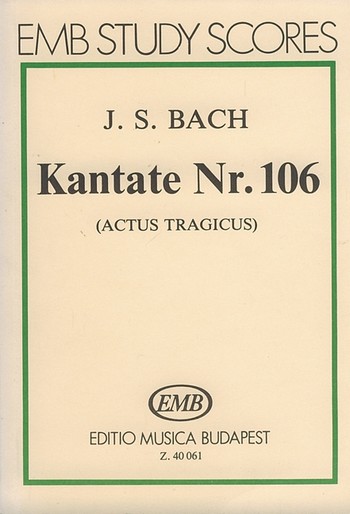 EMB STUDY SCORES
J. S. BACH
Kantate Nr. 106
(ACTUS TRAGICUS)
EMB
EDITIO MUSICA BUDAPEST
Z. 40 061